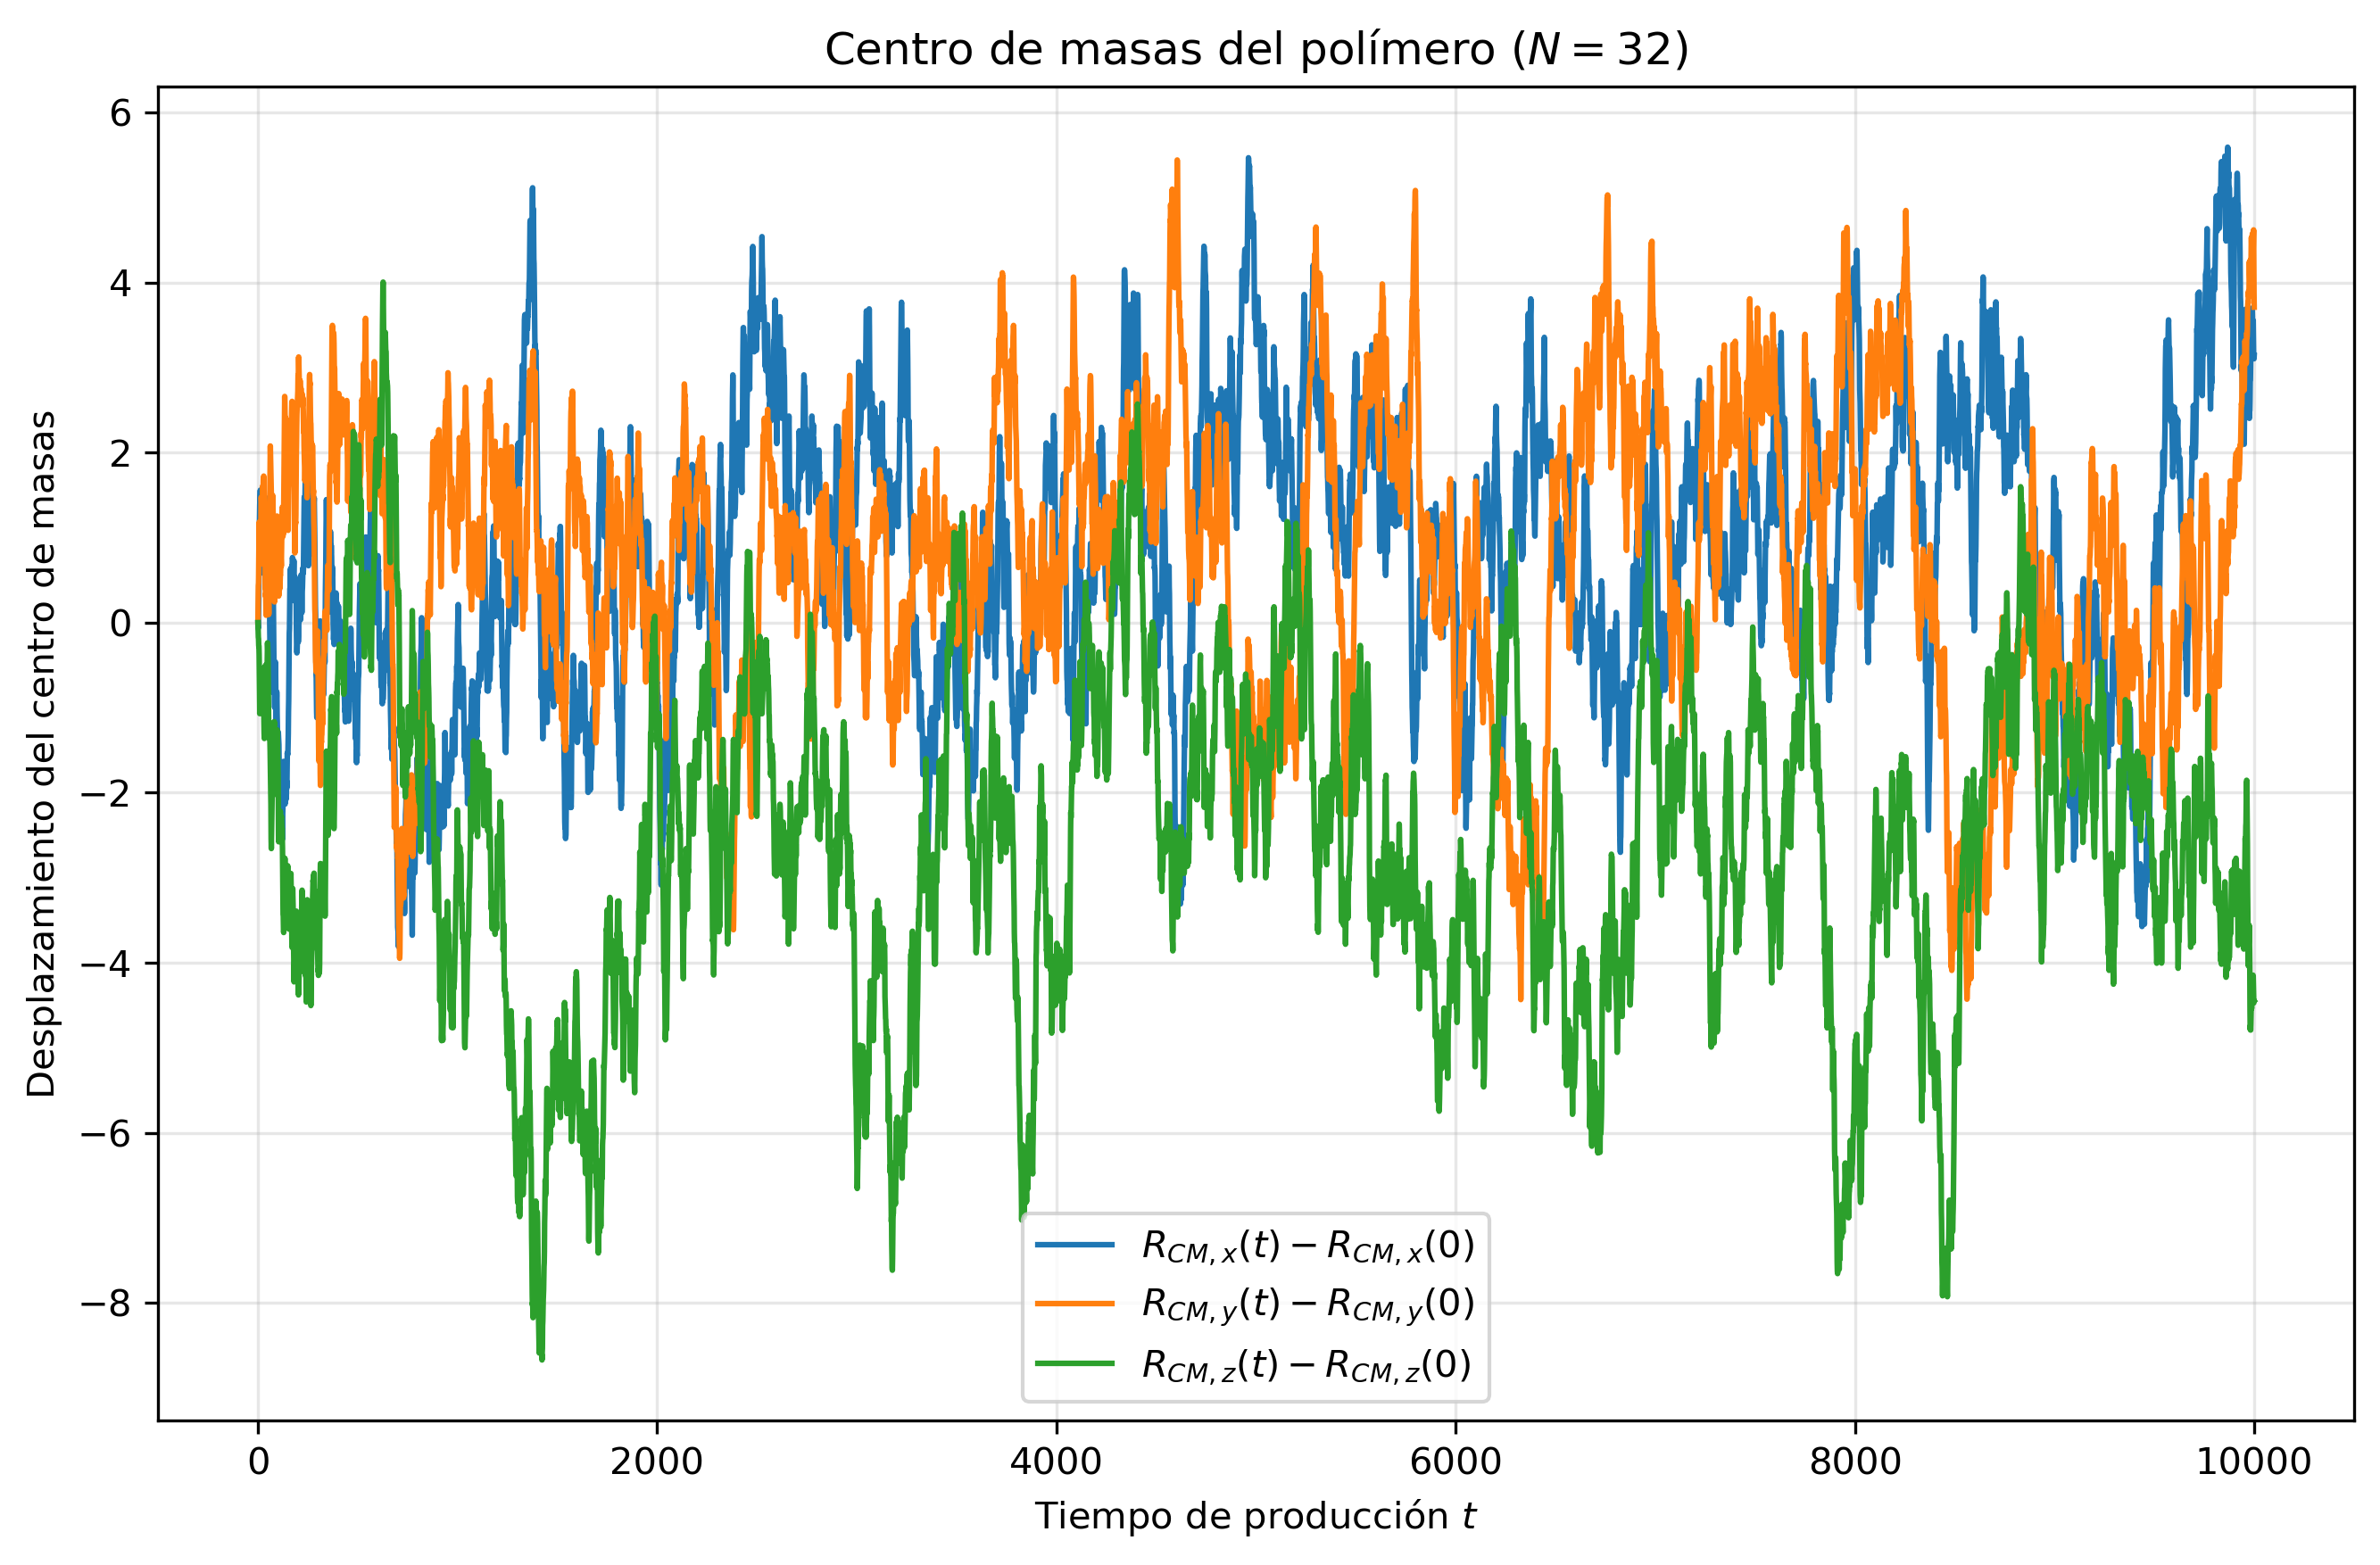 Centro de masas del polímero (N = 32)
Desplazamiento del centro de masas
6
4
2
0
−2
−4
−6
−8
R_{CM,x}(t) − R_{CM,x}(0)
R_{CM,y}(t) − R_{CM,y}(0)
R_{CM,z}(t) − R_{CM,z}(0)
0 2000 4000 6000 8000 10000
Tiempo de producción t